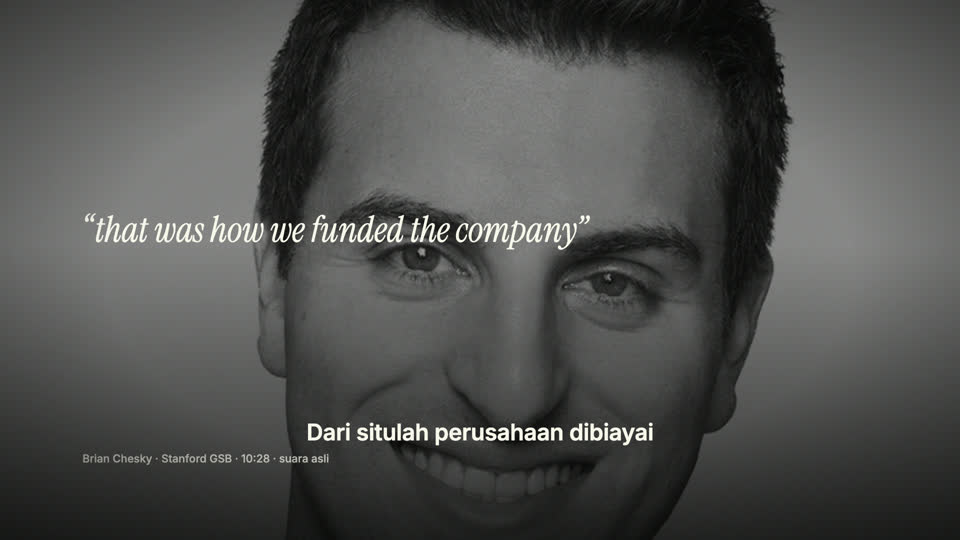 “that was how we funded the company”
Dari situlah perusahaan dibiayai
Brian Chesky · Stanford GSB · 10:28 · suara asli